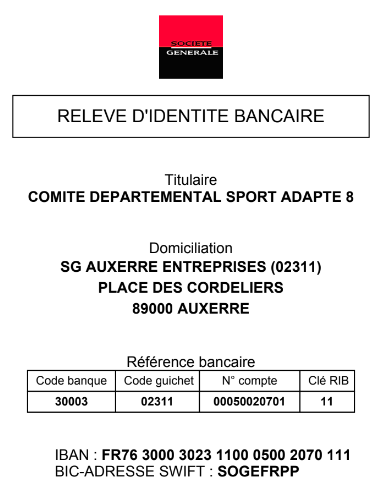 SOCIETE
GENERALE
RELEVE D'IDENTITE BANCAIRE
Titulaire
COMITE DEPARTEMENTAL SPORT ADAPTE 8
Domiciliation
SG AUXERRE ENTREPRISES (02311)
PLACE DES CORDELIERS
89000 AUXERRE
Référence bancaire
Code banque Code guichet N° compte Clé RIB
30003 02311 00050020701 11
IBAN : FR76 3000 3023 1100 0500 2070 111
BIC-ADRESSE SWIFT : SOGEFRPP